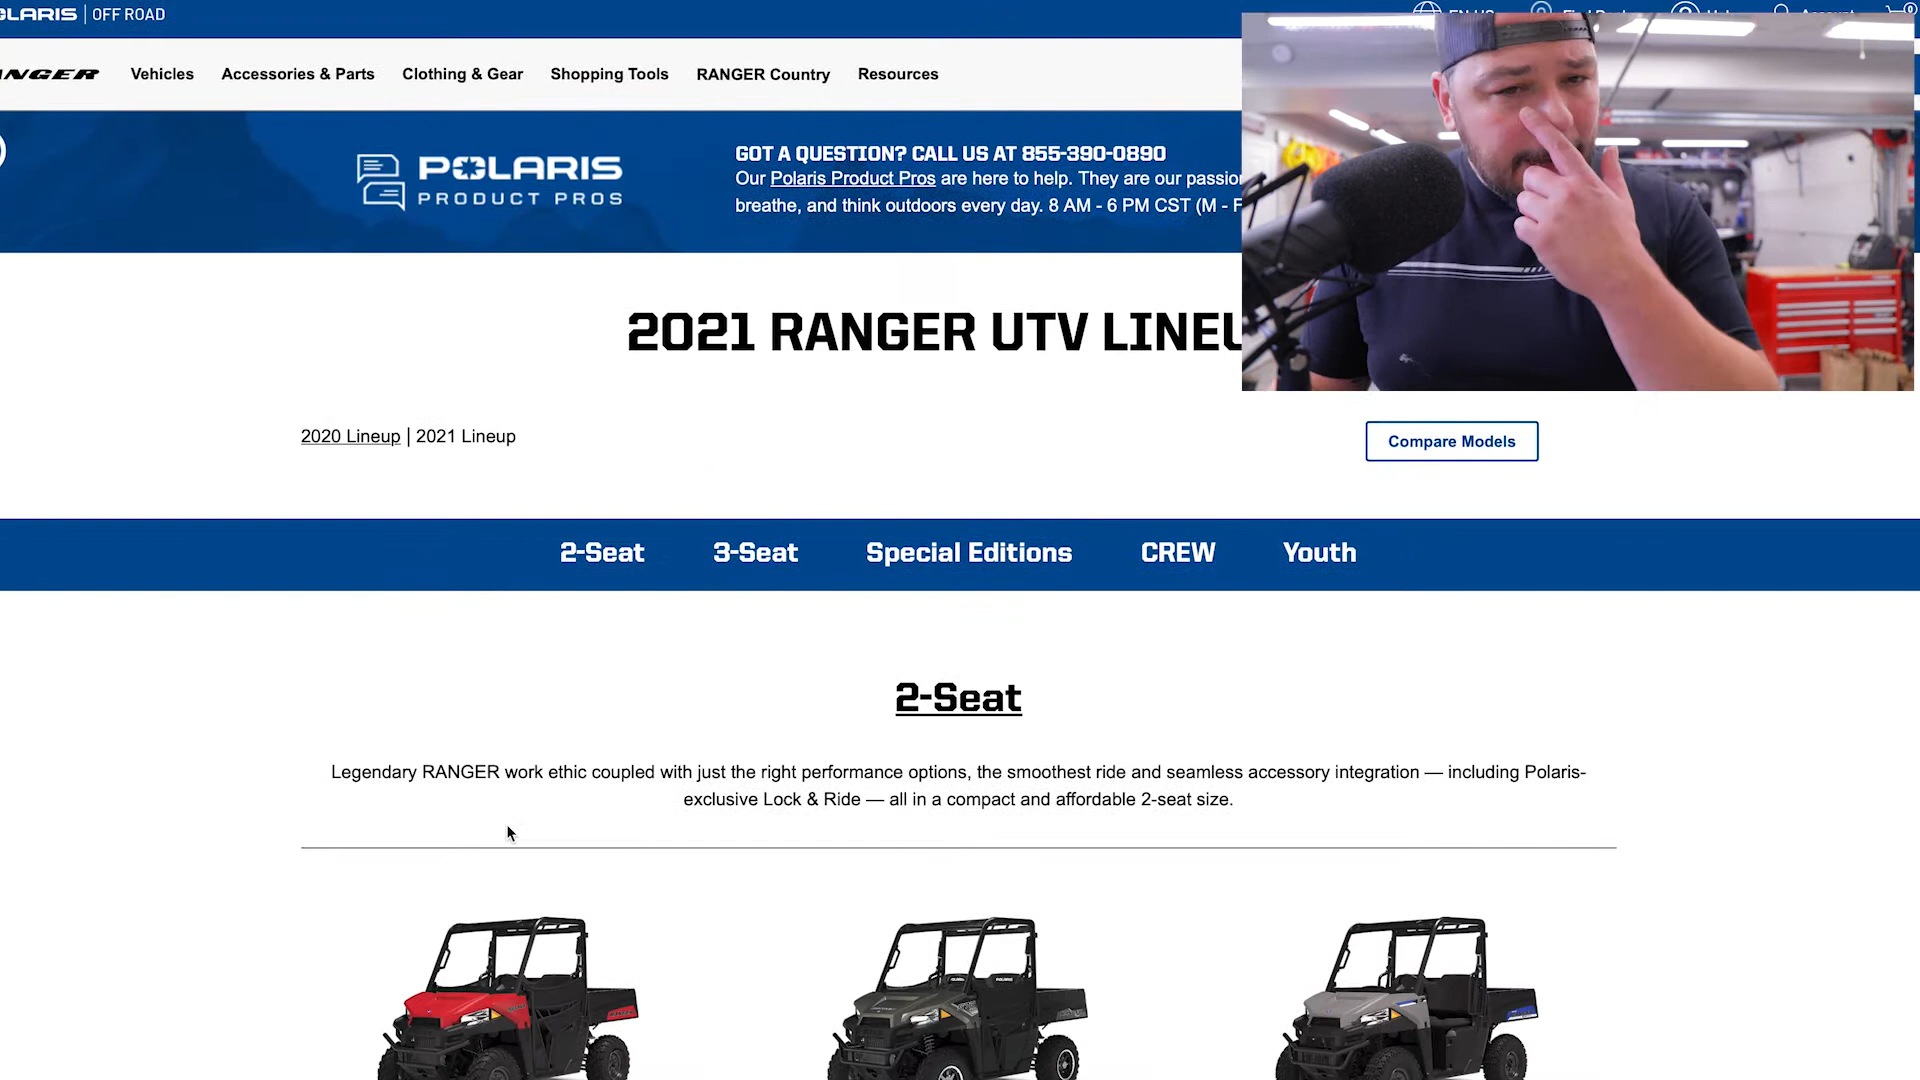 POLARIS OFF ROAD
RANGER Vehicles Accessories & Parts Clothing & Gear Shopping Tools RANGER Country Resources
POLARIS
PRODUCT PROS
GOT A QUESTION? CALL US AT 855-390-0890
Our Polaris Product Pros are here to help. They are our
breathe, and think outdoors every day. 8 AM - 6 PM CST (M - F
2021 RANGER UTV
2020 Lineup | 2021 Lineup
Compare Models
2-Seat 3-Seat Special Editions CREW Youth
2-Seat
Legendary RANGER work ethic coupled with just the right performance options, the smoothest ride and seamless accessory integration — including Polaris-
exclusive Lock & Ride — all in a compact and affordable 2-seat size.